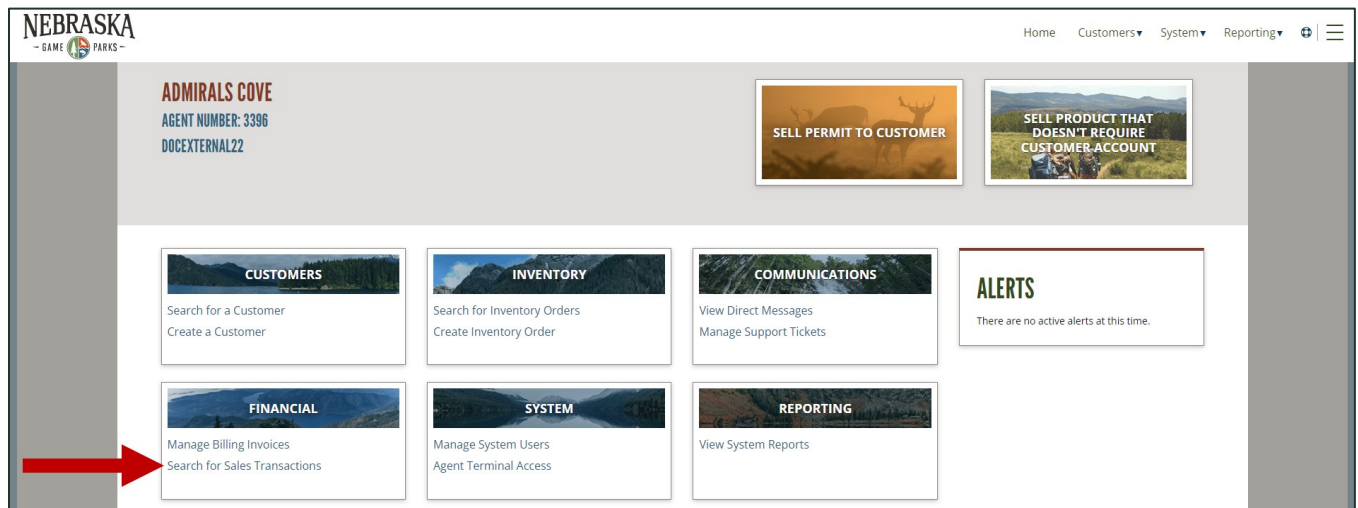 NEBRASKA
- GAME PARKS -
Home Customers▾ System▾ Reporting▾
ADMIRALS COVE
AGENT NUMBER: 3396
DOCEXTERNAL22
SELL PERMIT TO CUSTOMER
SELL PRODUCT THAT
DOESN'T REQUIRE
CUSTOMER ACCOUNT
CUSTOMERS
Search for a Customer
Create a Customer
INVENTORY
Search for Inventory Orders
Create Inventory Order
COMMUNICATIONS
View Direct Messages
Manage Support Tickets
ALERTS
There are no active alerts at this time.
FINANCIAL
Manage Billing Invoices
Search for Sales Transactions
SYSTEM
Manage System Users
Agent Terminal Access
REPORTING
View System Reports